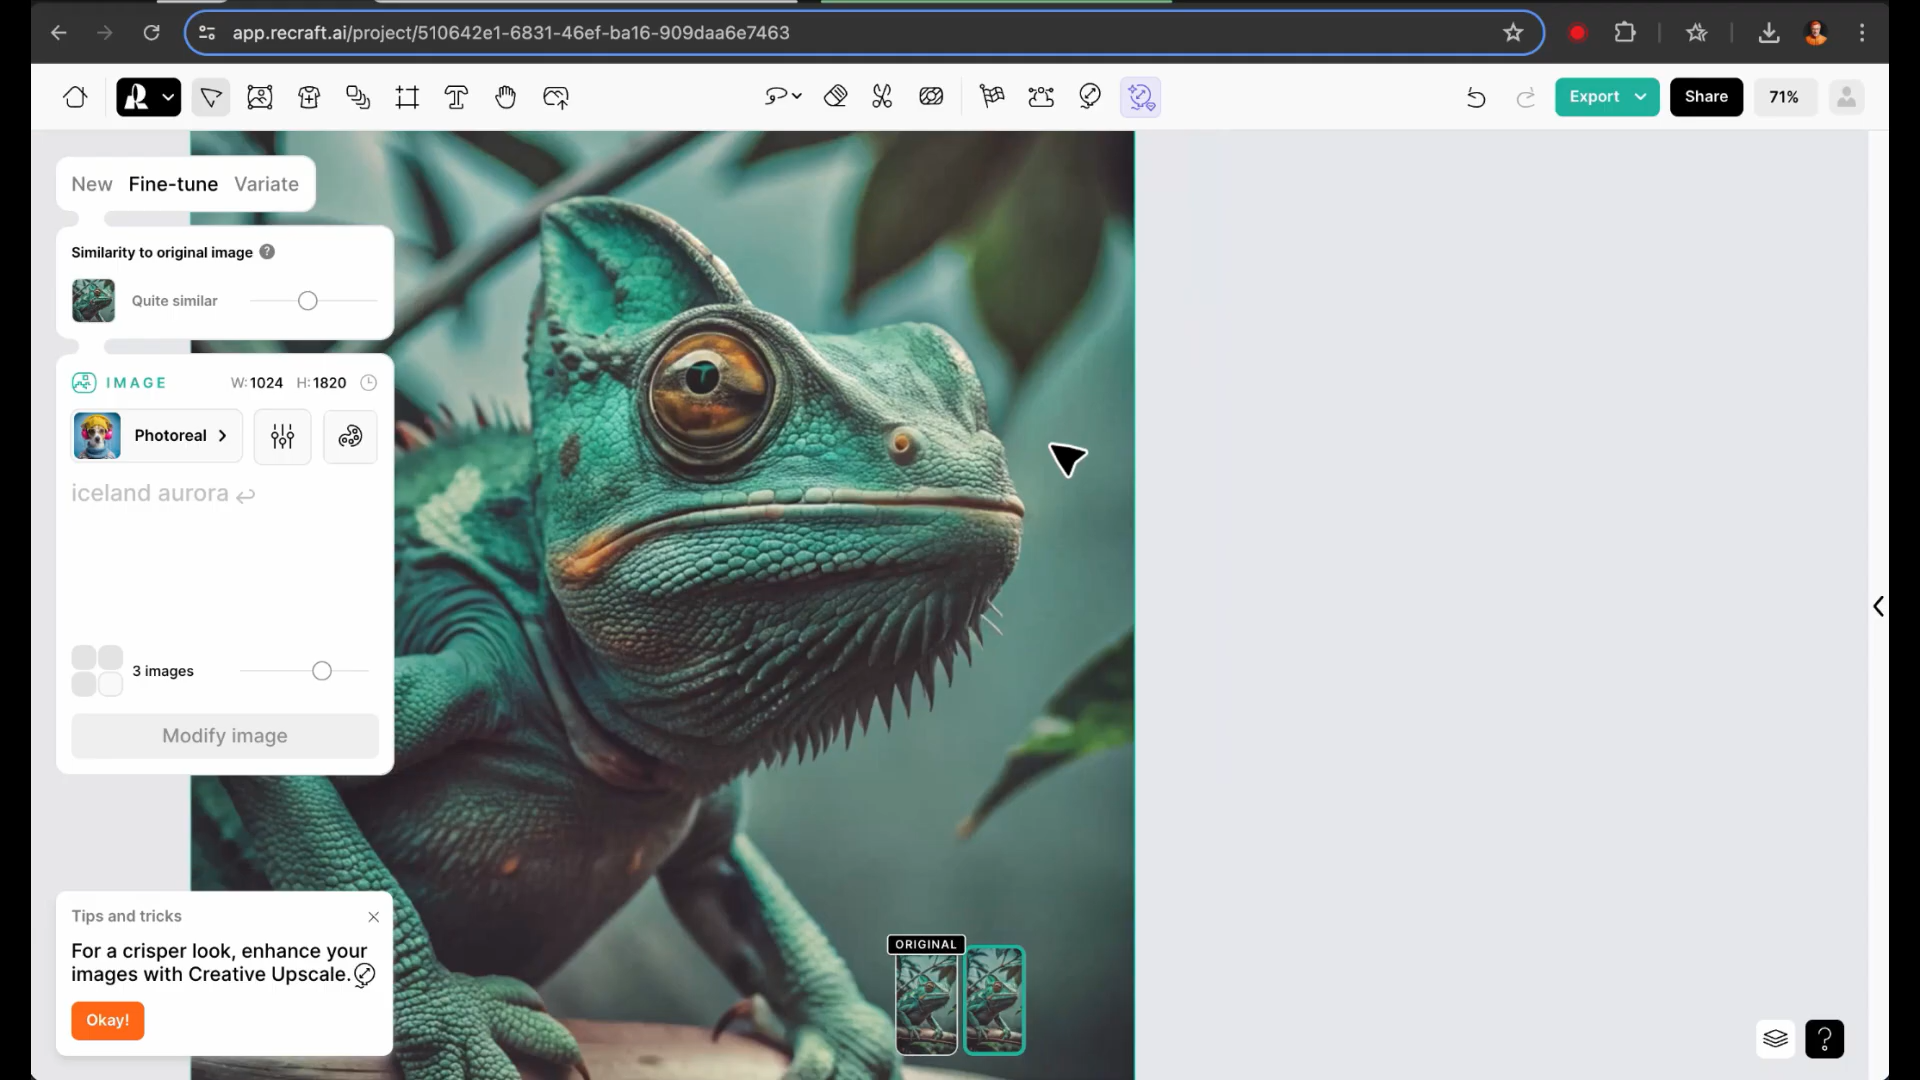 app.recraft.ai/project/510642e1-6831-46ef-ba16-909daa6e7463
Export
Share
71%
New Fine-tune Variate
Similarity to original image ?
Quite similar
IMAGE W: 1024 H: 1820
Photoreal
iceland aurora
3 images
Modify image
Tips and tricks
For a crisper look, enhance your
images with Creative Upscale.
Okay!
ORIGINAL
?